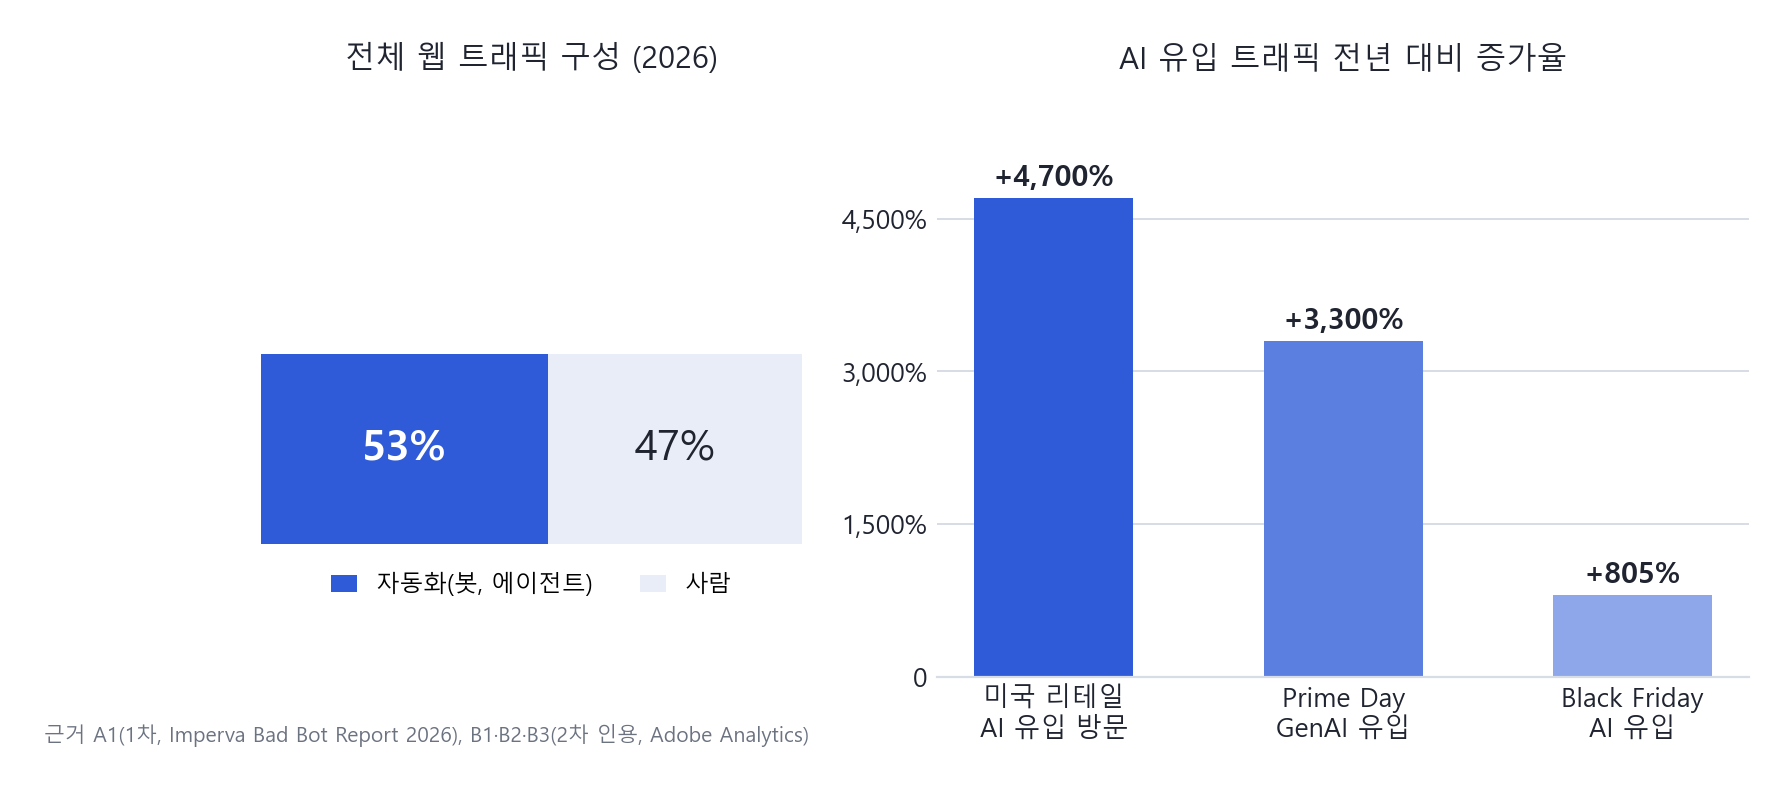 전체 웹 트래픽 구성 (2026)
53%
47%
자동화(봇, 에이전트)
사람
근거 A1(1차, Imperva Bad Bot Report 2026), B1·B2·B3(2차 인용, Adobe Analytics)
AI 유입 트래픽 전년 대비 증가율
4,500%
3,000%
1,500%
0
+4,700%
+3,300%
+805%
미국 리테일
AI 유입 방문
Prime Day
GenAI 유입
Black Friday
AI 유입